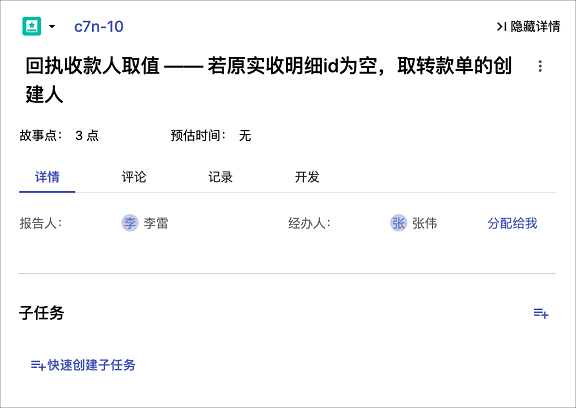 c7n-10
隐藏详情
回执收款人取值 —— 若原实收明细id为空，取转款单的创
建人
故事点： 3 点 预估时间： 无
详情 评论 记录 开发
报告人： 李 李雷 经办人： 张 张伟 分配给我
子任务
快速创建子任务